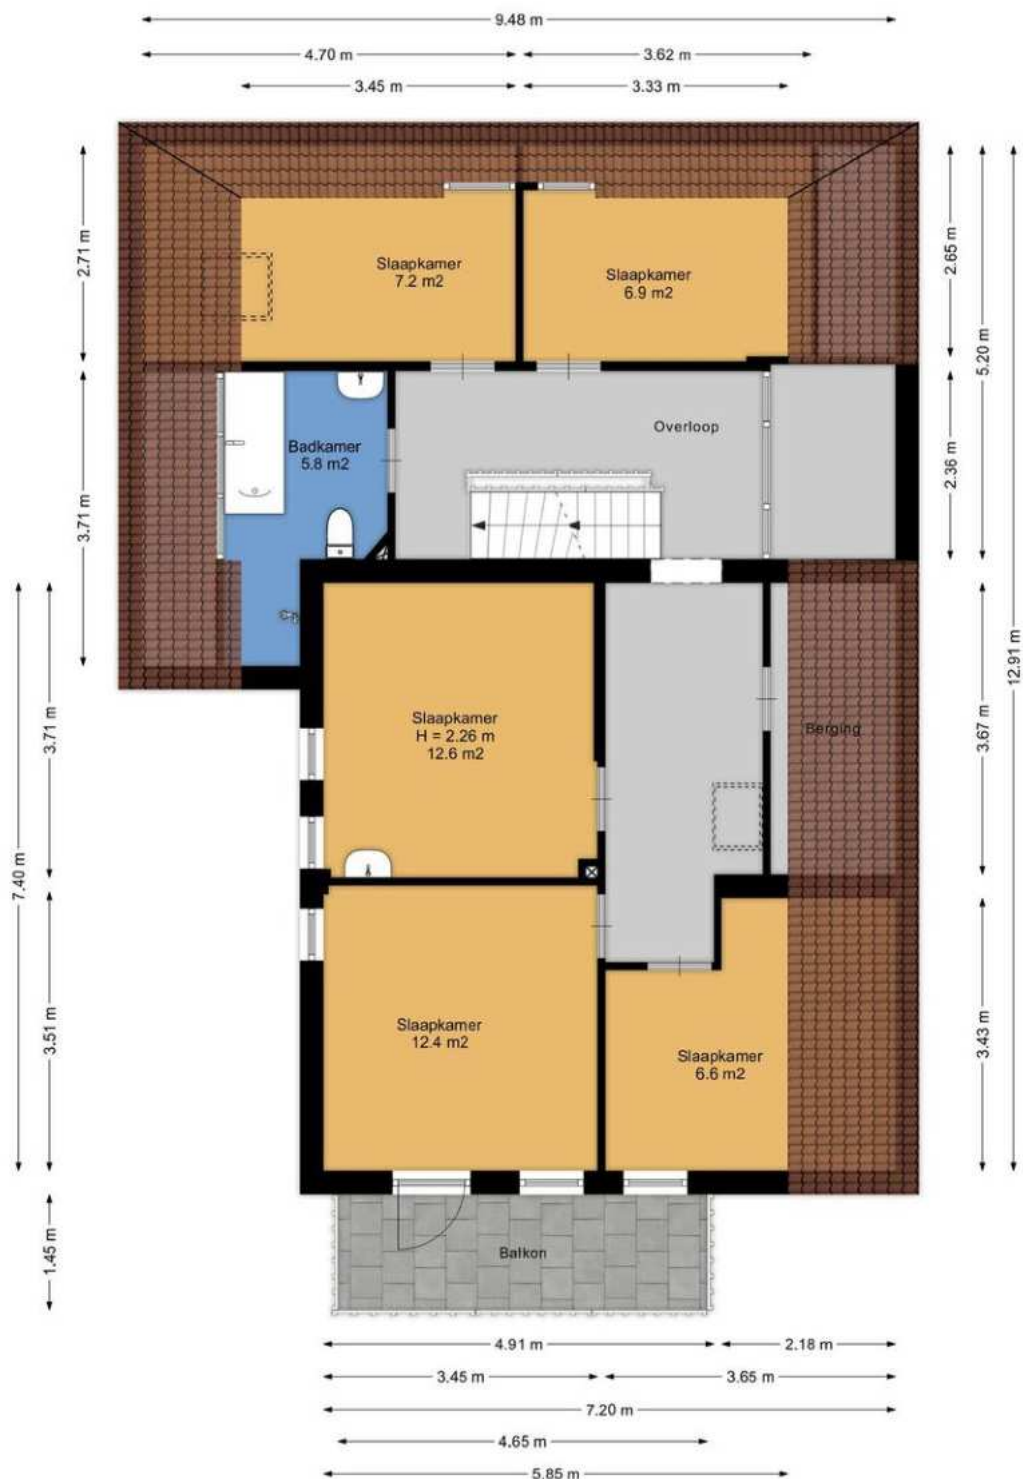 9.48 m
4.70 m
3.62 m
3.45 m
3.33 m
2.71 m
3.71 m
7.40 m
3.71 m
3.51 m
1.45 m
Slaapkamer
7.2 m2
Slaapkamer
6.9 m2
Badkamer
5.8 m2
Overloop
Slaapkamer
H = 2.26 m
12.6 m2
Berging
Slaapkamer
12.4 m2
Slaapkamer
6.6 m2
Balkon
2.65 m
5.20 m
2.36 m
12.91 m
3.67 m
3.43 m
4.91 m
2.18 m
3.45 m
3.65 m
7.20 m
4.65 m
5.85 m